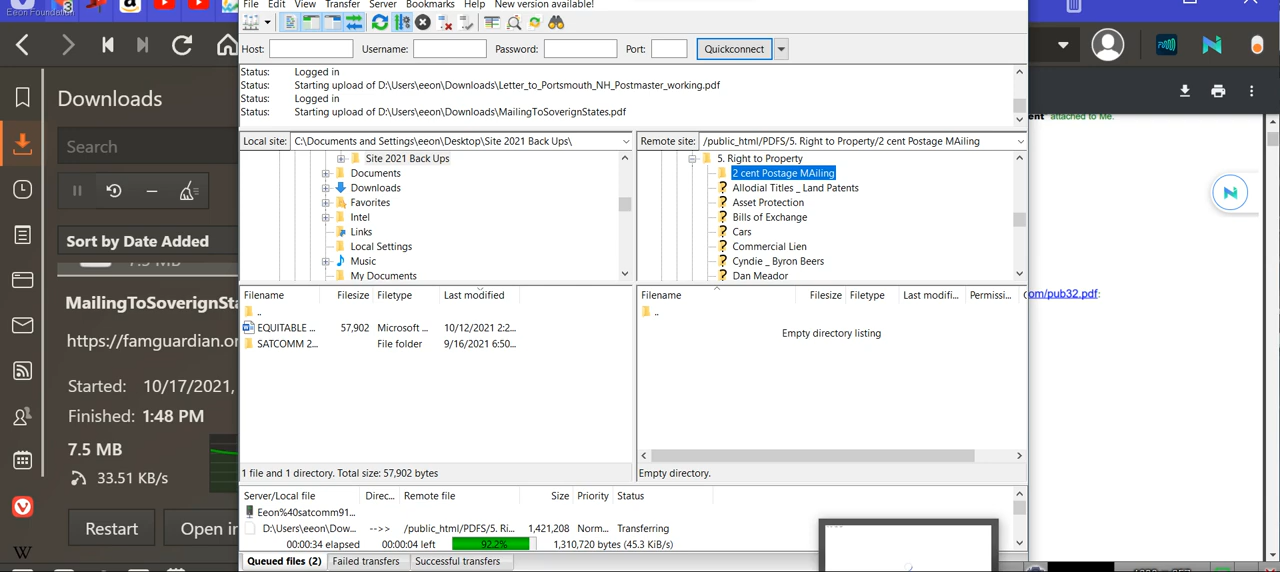 Eeon Foundation
File Edit View Transfer Server Bookmarks Help New version available!
Host: Username: Password: Port: Quickconnect
Status: Logged in
Status: Starting upload of D:\Users\eeon\Downloads\Letter_to_Portsmouth_NH_Postmaster_working.pdf
Status: Logged in
Status: Starting upload of D:\Users\eeon\Downloads\MailingToSoverignStates.pdf
Local site: C:\Documents and Settings\eeon\Desktop\Site 2021 Back Ups\
Site 2021 Back Ups
Documents
Downloads
Favorites
Intel
Links
Local Settings
Music
My Documents
Remote site: /public_html/PDFS/5. Right to Property/2 cent Postage MAiling
5. Right to Property
2 cent Postage MAiling
Allodial Titles _ Land Patents
Asset Protection
Bills of Exchange
Cars
Commercial Lien
Cyndie _ Byron Beers
Dan Meador
Filename Filesize Filetype Last modified
..
EQUITABLE ... 57,902 Microsoft ... 10/12/2021 2:2...
SATCOMM 2... File folder 9/16/2021 6:50...
1 file and 1 directory. Total size: 57,902 bytes
Filename Filesize Filetype Last modifi... Permissi...
..
Empty directory listing
Empty directory.
Server/Local file Direc... Remote file Size Priority Status
Eeon%40satcomm91...
D:\Users\eeon\Dow... -->> /public_html/PDFS/5. Ri... 1,421,208 Norm... Transferring
00:00:34 elapsed 00:00:04 left 92.2% 1,310,720 bytes (45.3 KiB/s)
Queued files (2) Failed transfers Successful transfers
Downloads
Search
Sort by Date Added
7.5 MB
MailingToSoverignSta
https://famguardian.or
Started: 10/17/2021,
Finished: 1:48 PM
7.5 MB
33.51 KB/s
Restart Open in
W
ent" attached to Me.
om/pub32.pdf: